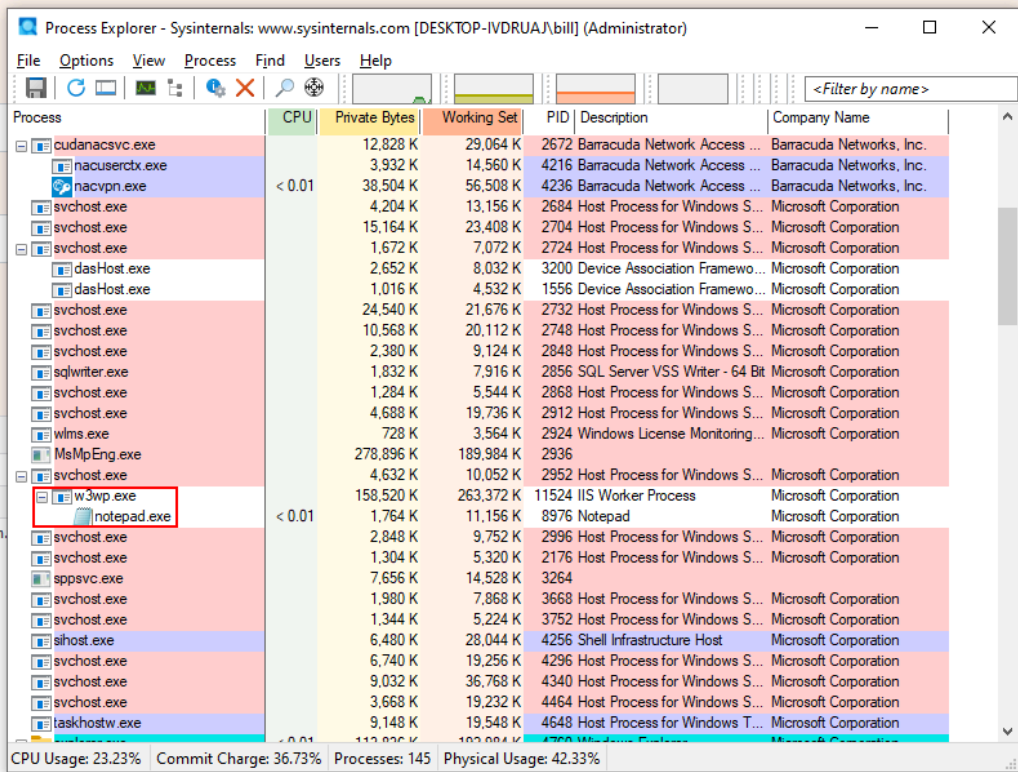 Process Explorer - Sysinternals: www.sysinternals.com [DESKTOP-IVDRUAJ\bill] (Administrator)
File Options View Process Find Users Help
<Filter by name>
Process CPU Private Bytes Working Set PID Description Company Name
cudanacsvc.exe 12,828 K 29,064 K 2672 Barracuda Network Access ... Barracuda Networks, Inc.
nacuserctx.exe 3,932 K 14,560 K 4216 Barracuda Network Access ... Barracuda Networks, Inc.
nacvpn.exe < 0.01 38,504 K 56,508 K 4236 Barracuda Network Access ... Barracuda Networks, Inc.
svchost.exe 4,204 K 13,156 K 2684 Host Process for Windows S... Microsoft Corporation
svchost.exe 15,164 K 23,408 K 2704 Host Process for Windows S... Microsoft Corporation
svchost.exe 1,672 K 7,072 K 2724 Host Process for Windows S... Microsoft Corporation
dasHost.exe 2,652 K 8,032 K 3200 Device Association Framewo... Microsoft Corporation
dasHost.exe 1,016 K 4,532 K 1556 Device Association Framewo... Microsoft Corporation
svchost.exe 24,540 K 21,676 K 2732 Host Process for Windows S... Microsoft Corporation
svchost.exe 10,568 K 20,112 K 2748 Host Process for Windows S... Microsoft Corporation
svchost.exe 2,380 K 9,124 K 2848 Host Process for Windows S... Microsoft Corporation
sqlwriter.exe 1,832 K 7,916 K 2856 SQL Server VSS Writer - 64 Bit Microsoft Corporation
svchost.exe 1,284 K 5,544 K 2868 Host Process for Windows S... Microsoft Corporation
svchost.exe 4,688 K 19,736 K 2912 Host Process for Windows S... Microsoft Corporation
wlms.exe 728 K 3,564 K 2924 Windows License Monitoring... Microsoft Corporation
MsMpEng.exe 278,896 K 189,984 K 2936
svchost.exe 4,632 K 10,052 K 2952 Host Process for Windows S... Microsoft Corporation
w3wp.exe 158,520 K 263,372 K 11524 IIS Worker Process Microsoft Corporation
notepad.exe < 0.01 1,764 K 11,156 K 8976 Notepad Microsoft Corporation
svchost.exe 2,848 K 9,752 K 2996 Host Process for Windows S... Microsoft Corporation
svchost.exe 1,304 K 5,320 K 2176 Host Process for Windows S... Microsoft Corporation
sppsvc.exe 7,656 K 14,528 K 3264
svchost.exe 1,980 K 7,868 K 3668 Host Process for Windows S... Microsoft Corporation
svchost.exe 1,344 K 5,224 K 3752 Host Process for Windows S... Microsoft Corporation
sihost.exe 6,480 K 28,044 K 4256 Shell Infrastructure Host Microsoft Corporation
svchost.exe 6,740 K 19,256 K 4296 Host Process for Windows S... Microsoft Corporation
svchost.exe 9,032 K 36,768 K 4340 Host Process for Windows S... Microsoft Corporation
svchost.exe 3,668 K 19,232 K 4464 Host Process for Windows S... Microsoft Corporation
taskhostw.exe 9,148 K 19,548 K 4648 Host Process for Windows T... Microsoft Corporation
CPU Usage: 23.23% Commit Charge: 36.73% Processes: 145 Physical Usage: 42.33%